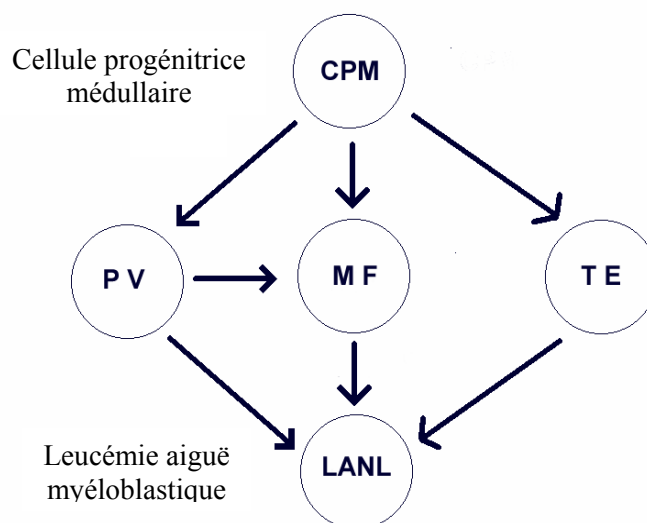 Cellule progénitrice
médullaire
CPM
P V
M F
T E
Leucémie aiguë
myéloblastique
LANL